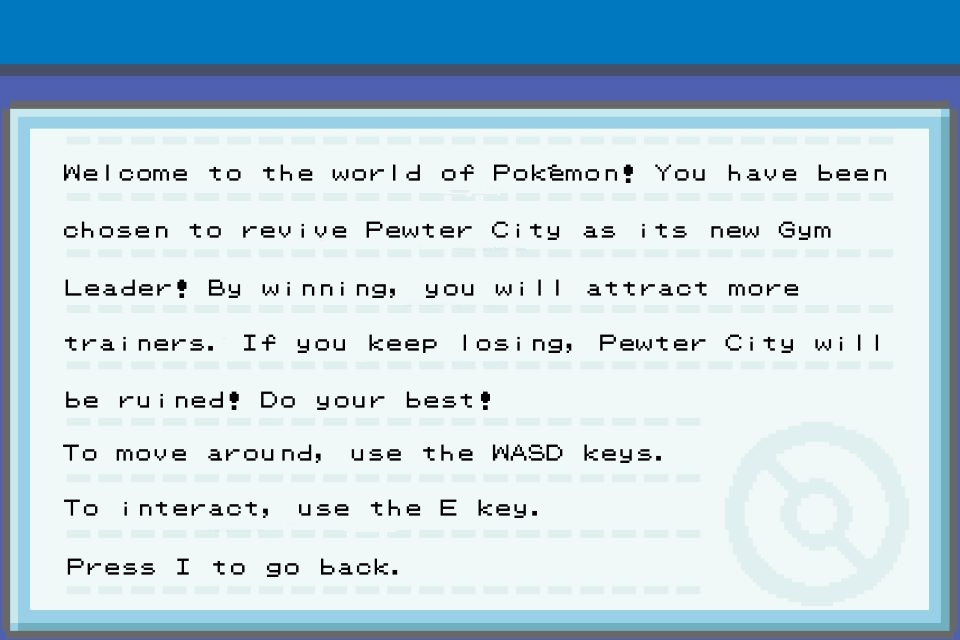 Welcome to the world of Pokémon! You have been
chosen to revive Pewter City as its new Gym
Leader! By winning, you will attract more
trainers. If you keep losing, Pewter City will
be ruined! Do your best!
To move around, use the WASD keys.
To interact, use the E key.
Press I to go back.